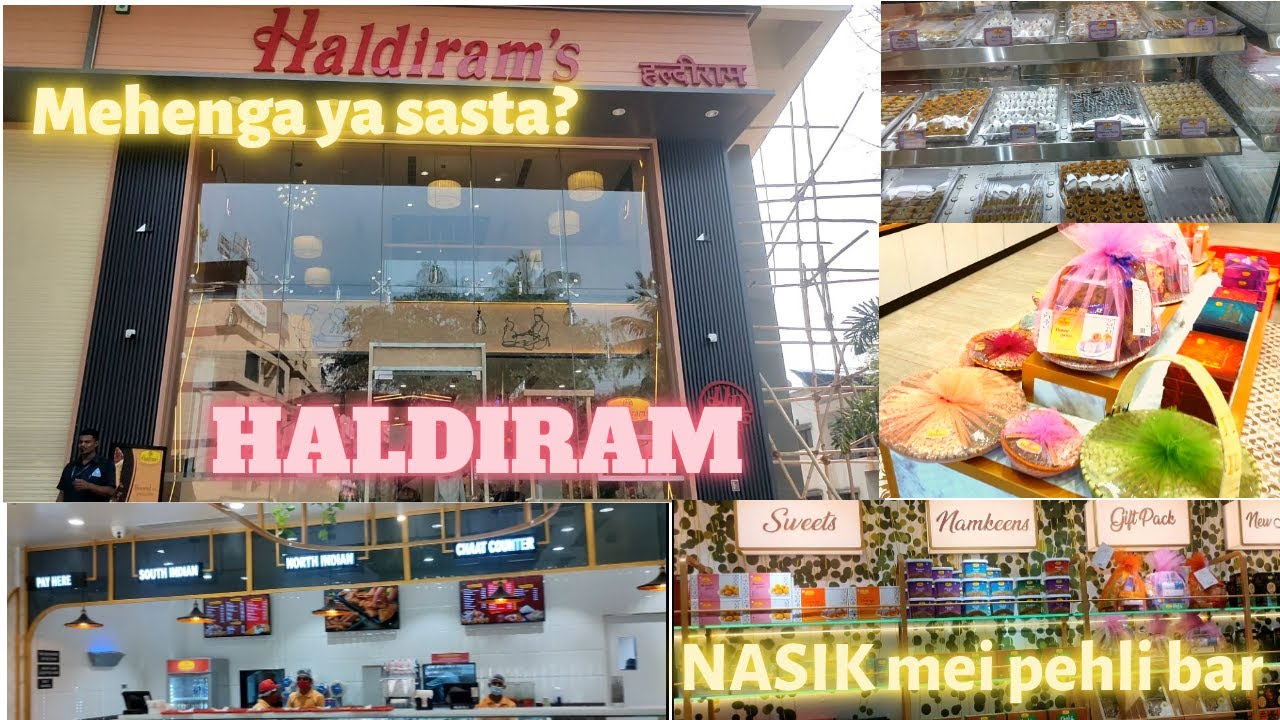 Haldiram's
हल्दीराम
Mehenga ya sasta?
HALDIRAM
PAY HERE
SOUTH INDIAN
NORTH INDIAN
CHAAT COUNTER
Sweets
Namkeens
Gift Pack
New
NASIK mei pehli bar